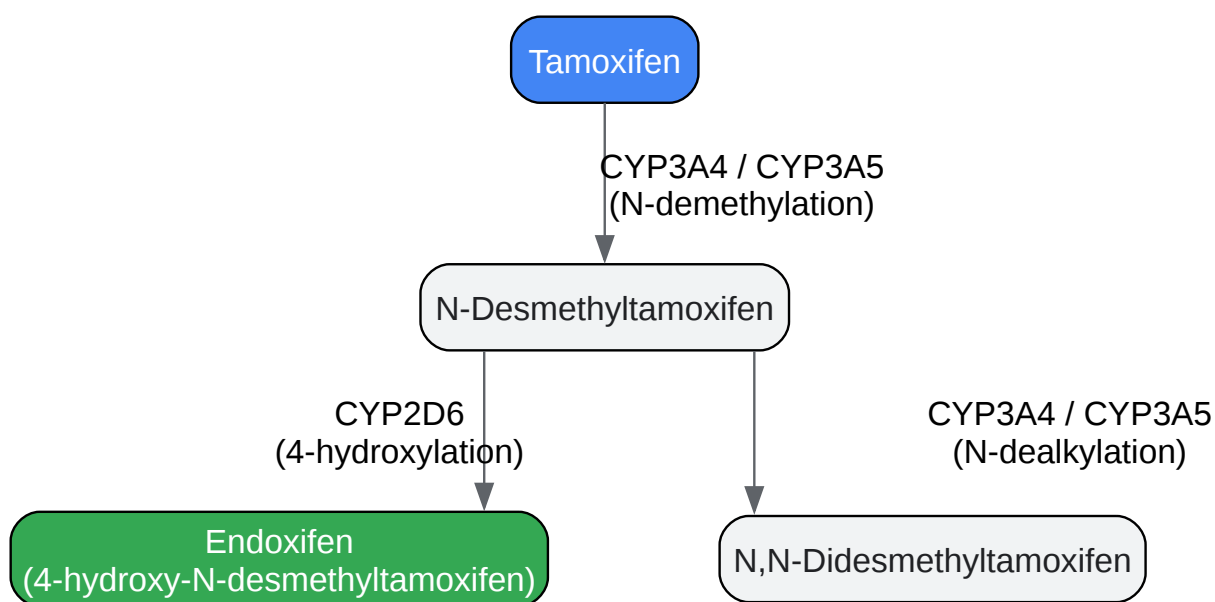 Tamoxifen
CYP3A4 / CYP3A5
(N-demethylation)
N-Desmethyltamoxifen
CYP2D6
(4-hydroxylation)
CYP3A4 / CYP3A5
(N-dealkylation)
Endoxifen
(4-hydroxy-N-desmethyltamoxifen)
N,N-Didesmethyltamoxifen